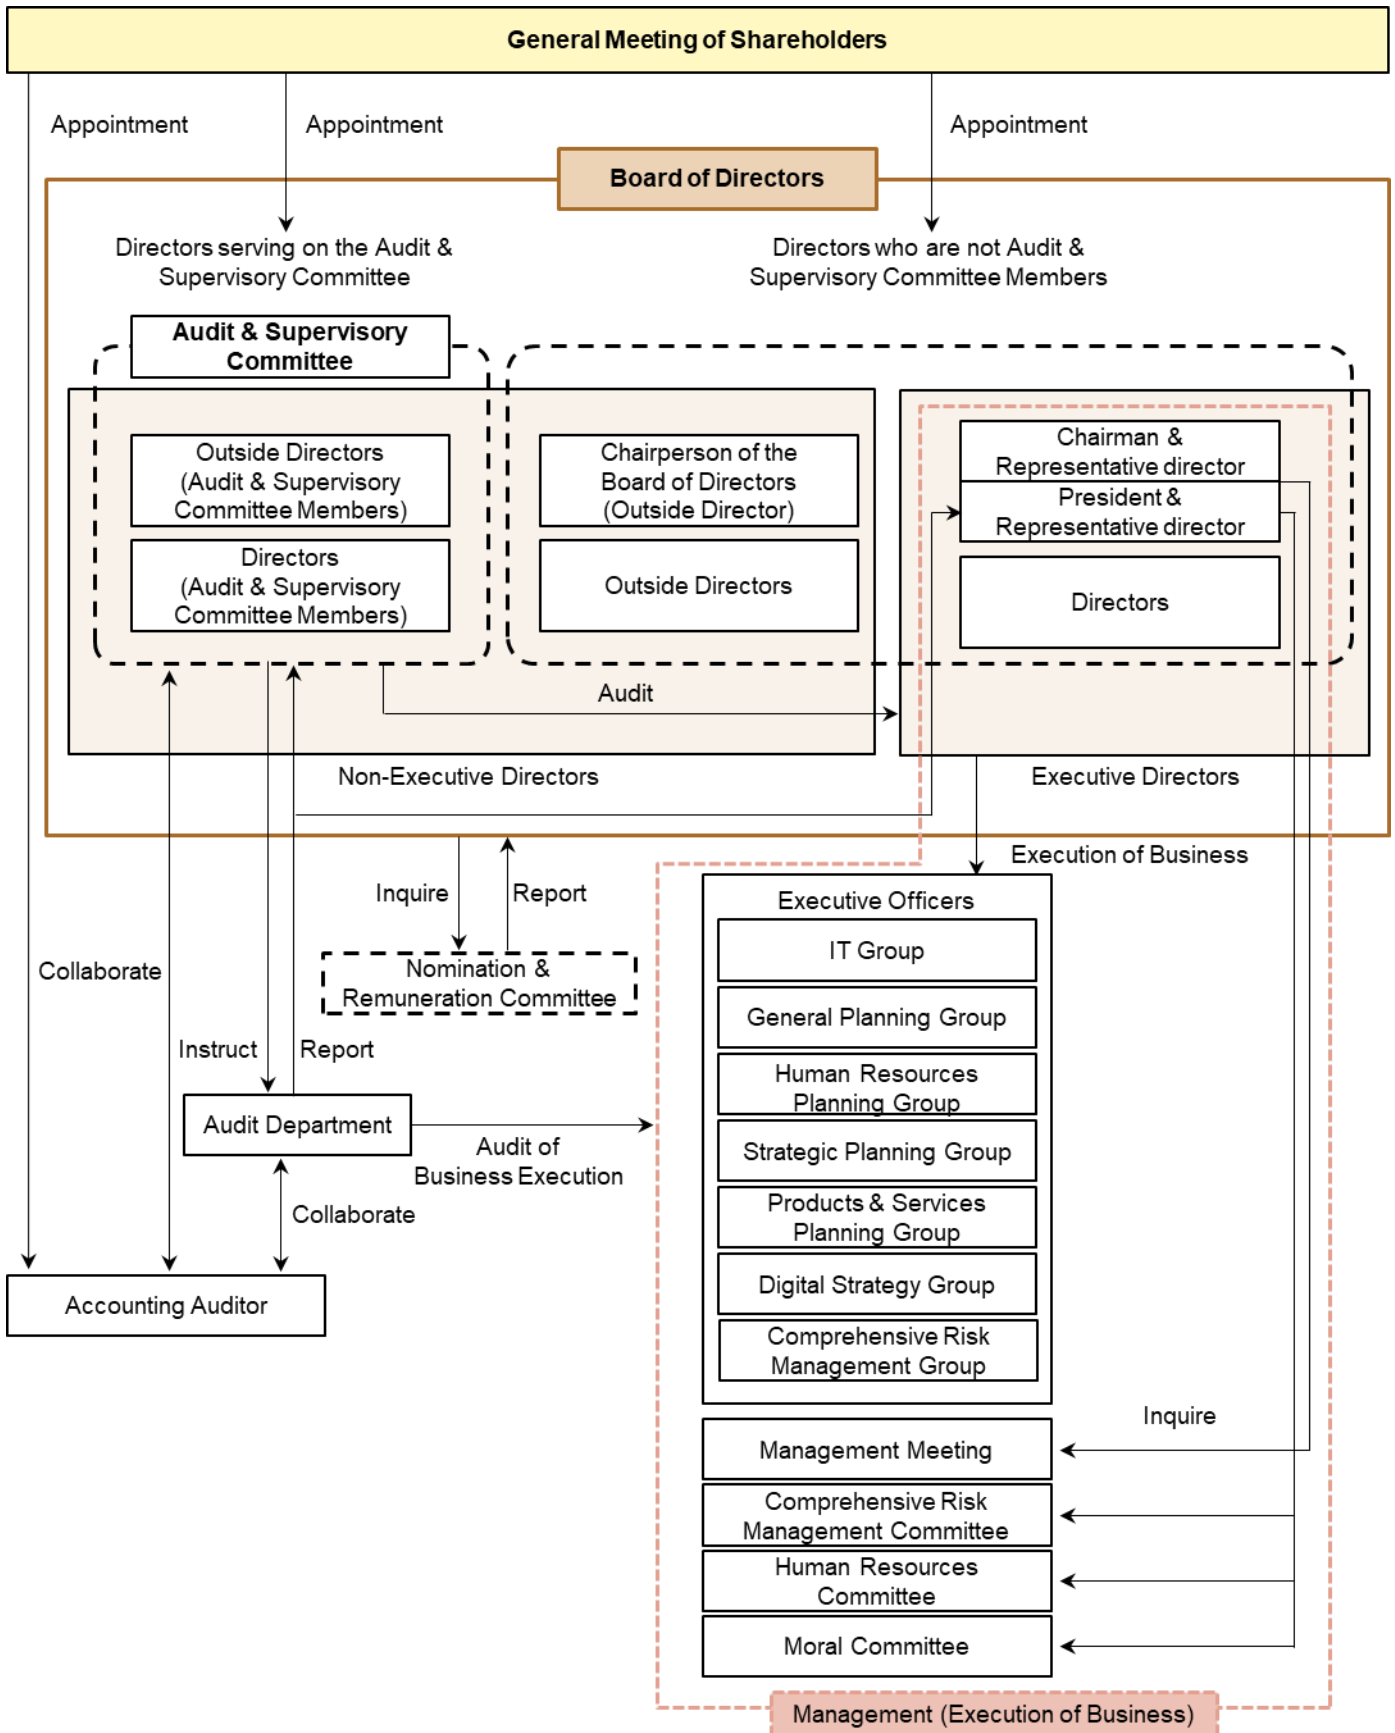 General Meeting of Shareholders
Appointment
Appointment
Appointment
Board of Directors
Directors serving on the Audit &
Supervisory Committee
Directors who are not Audit &
Supervisory Committee Members
Audit & Supervisory
Committee
Outside Directors
(Audit & Supervisory
Committee Members)
Directors
(Audit & Supervisory
Committee Members)
Chairperson of the
Board of Directors
(Outside Director)
Outside Directors
Chairman &
Representative director
President &
Representative director
Directors
Audit
Non-Executive Directors
Executive Directors
Execution of Business
Inquire
Report
Nomination &
Remuneration Committee
Collaborate
Instruct
Report
Audit Department
Audit of
Business Execution
Collaborate
Accounting Auditor
Executive Officers
IT Group
General Planning Group
Human Resources
Planning Group
Strategic Planning Group
Products & Services
Planning Group
Digital Strategy Group
Comprehensive Risk
Management Group
Inquire
Management Meeting
Comprehensive Risk
Management Committee
Human Resources
Committee
Moral Committee
Management (Execution of Business)